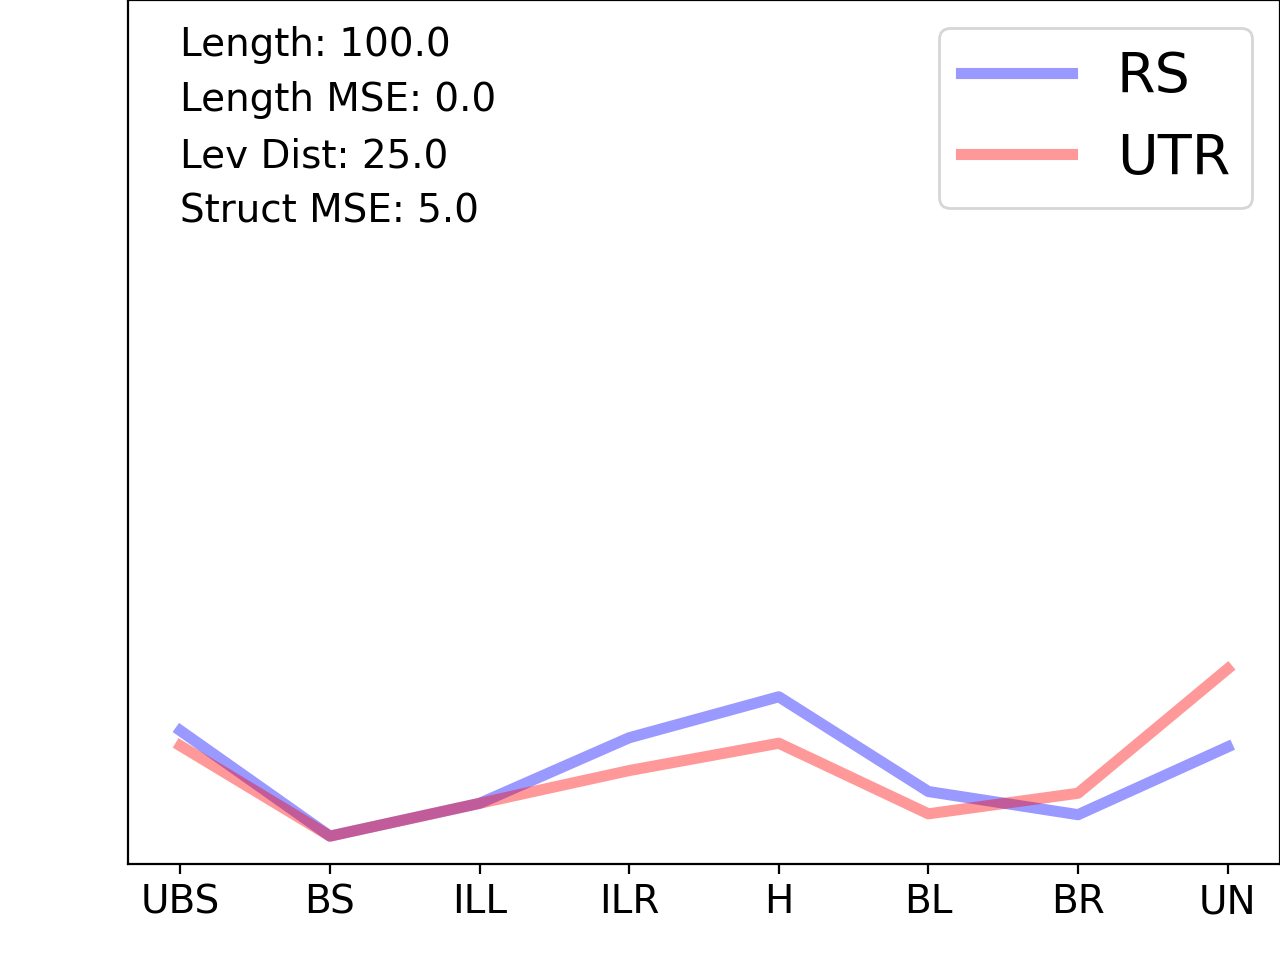 Length: 100.0
Length MSE: 0.0
Lev Dist: 25.0
Struct MSE: 5.0
RS
UTR
UBS BS ILL ILR H BL BR UN